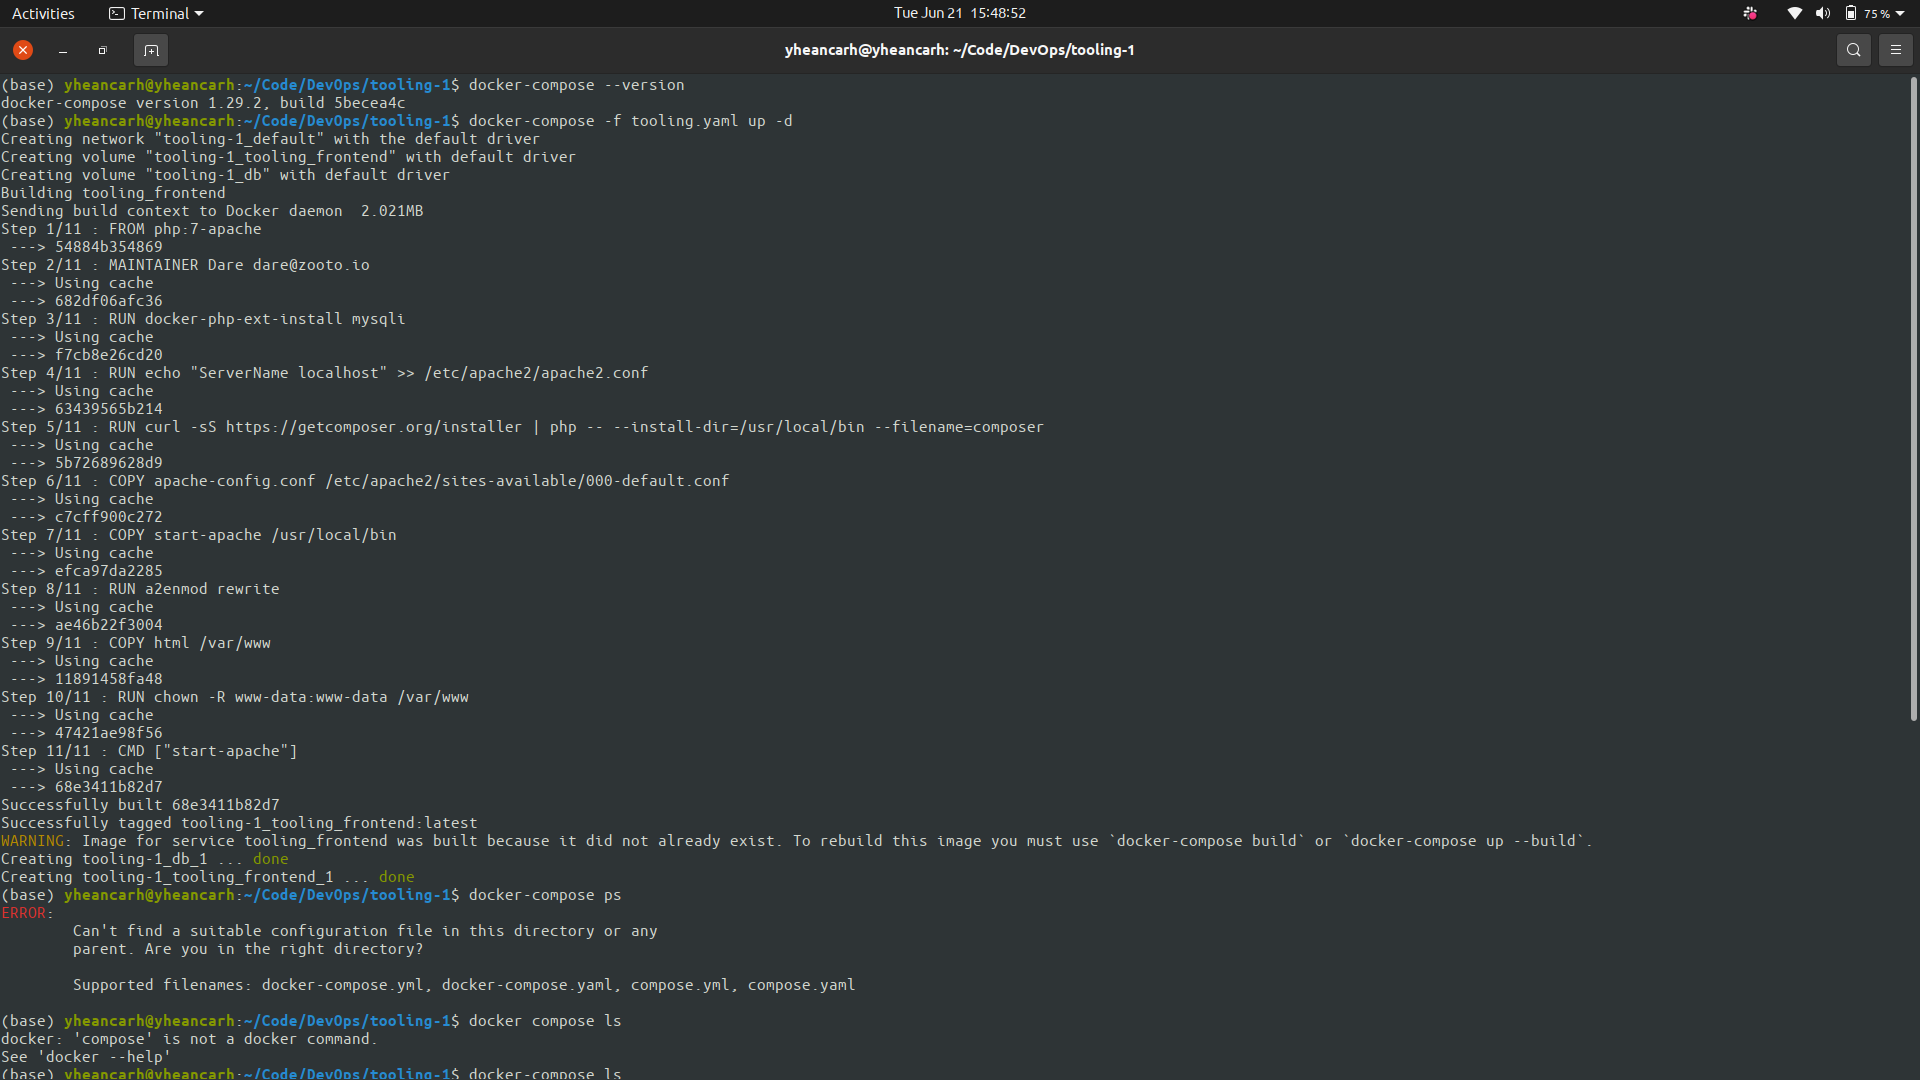 Activities
Terminal
Tue Jun 21 15:48:52
75 %
yheancarh@yheancarh: ~/Code/DevOps/tooling-1
(base) yheancarh@yheancarh:~/Code/DevOps/tooling-1$ docker-compose --version
docker-compose version 1.29.2, build 5becea4c
(base) yheancarh@yheancarh:~/Code/DevOps/tooling-1$ docker-compose -f tooling.yaml up -d
Creating network "tooling-1_default" with the default driver
Creating volume "tooling-1_tooling_frontend" with default driver
Creating volume "tooling-1_db" with default driver
Building tooling_frontend
Sending build context to Docker daemon  2.021MB
Step 1/11 : FROM php:7-apache
 ---> 54884b354869
Step 2/11 : MAINTAINER Dare dare@zooto.io
 ---> Using cache
 ---> 682df06afc36
Step 3/11 : RUN docker-php-ext-install mysqli
 ---> Using cache
 ---> f7cb8e26cd20
Step 4/11 : RUN echo "ServerName localhost" >> /etc/apache2/apache2.conf
 ---> Using cache
 ---> 63439565b214
Step 5/11 : RUN curl -sS https://getcomposer.org/installer | php -- --install-dir=/usr/local/bin --filename=composer
 ---> Using cache
 ---> 5b72689628d9
Step 6/11 : COPY apache-config.conf /etc/apache2/sites-available/000-default.conf
 ---> Using cache
 ---> c7cff900c272
Step 7/11 : COPY start-apache /usr/local/bin
 ---> Using cache
 ---> efca97da2285
Step 8/11 : RUN a2enmod rewrite
 ---> Using cache
 ---> ae46b22f3004
Step 9/11 : COPY html /var/www
 ---> Using cache
 ---> 11891458fa48
Step 10/11 : RUN chown -R www-data:www-data /var/www
 ---> Using cache
 ---> 47421ae98f56
Step 11/11 : CMD ["start-apache"]
 ---> Using cache
 ---> 68e3411b82d7
Successfully built 68e3411b82d7
Successfully tagged tooling-1_tooling_frontend:latest
WARNING: Image for service tooling_frontend was built because it did not already exist. To rebuild this image you must use `docker-compose build` or `docker-compose up --build`.
Creating tooling-1_db_1 ... done
Creating tooling-1_tooling_frontend_1 ... done
(base) yheancarh@yheancarh:~/Code/DevOps/tooling-1$ docker-compose ps
ERROR:
        Can't find a suitable configuration file in this directory or any
        parent. Are you in the right directory?
        Supported filenames: docker-compose.yml, docker-compose.yaml, compose.yml, compose.yaml
(base) yheancarh@yheancarh:~/Code/DevOps/tooling-1$ docker compose ls
docker: 'compose' is not a docker command.
See 'docker --help'
(base) yheancarh@yheancarh:~/Code/DevOps/tooling-1$ docker-compose ls